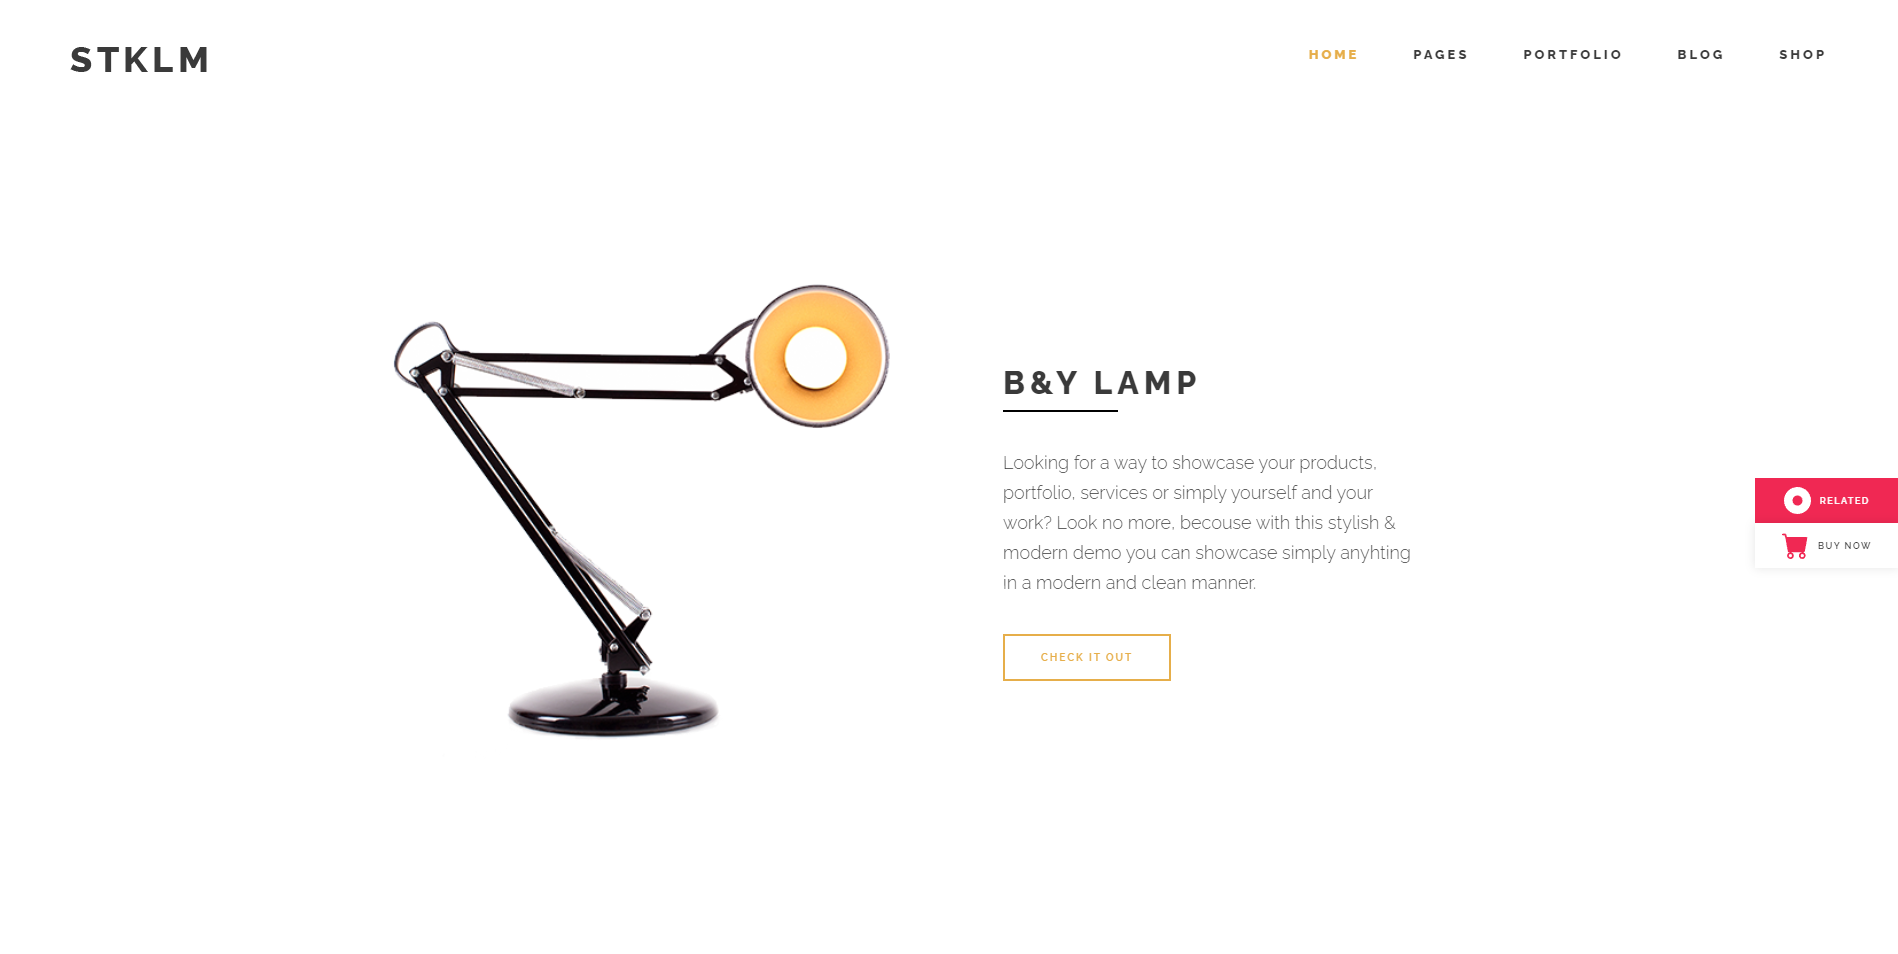 STKLM
HOME PAGES PORTFOLIO BLOG SHOP
B&Y LAMP
Looking for a way to showcase your products,
portfolio, services or simply yourself and your
work? Look no more, becouse with this stylish &
modern demo you can showcase simply anyhting
in a modern and clean manner.
CHECK IT OUT
RELATED
BUY NOW